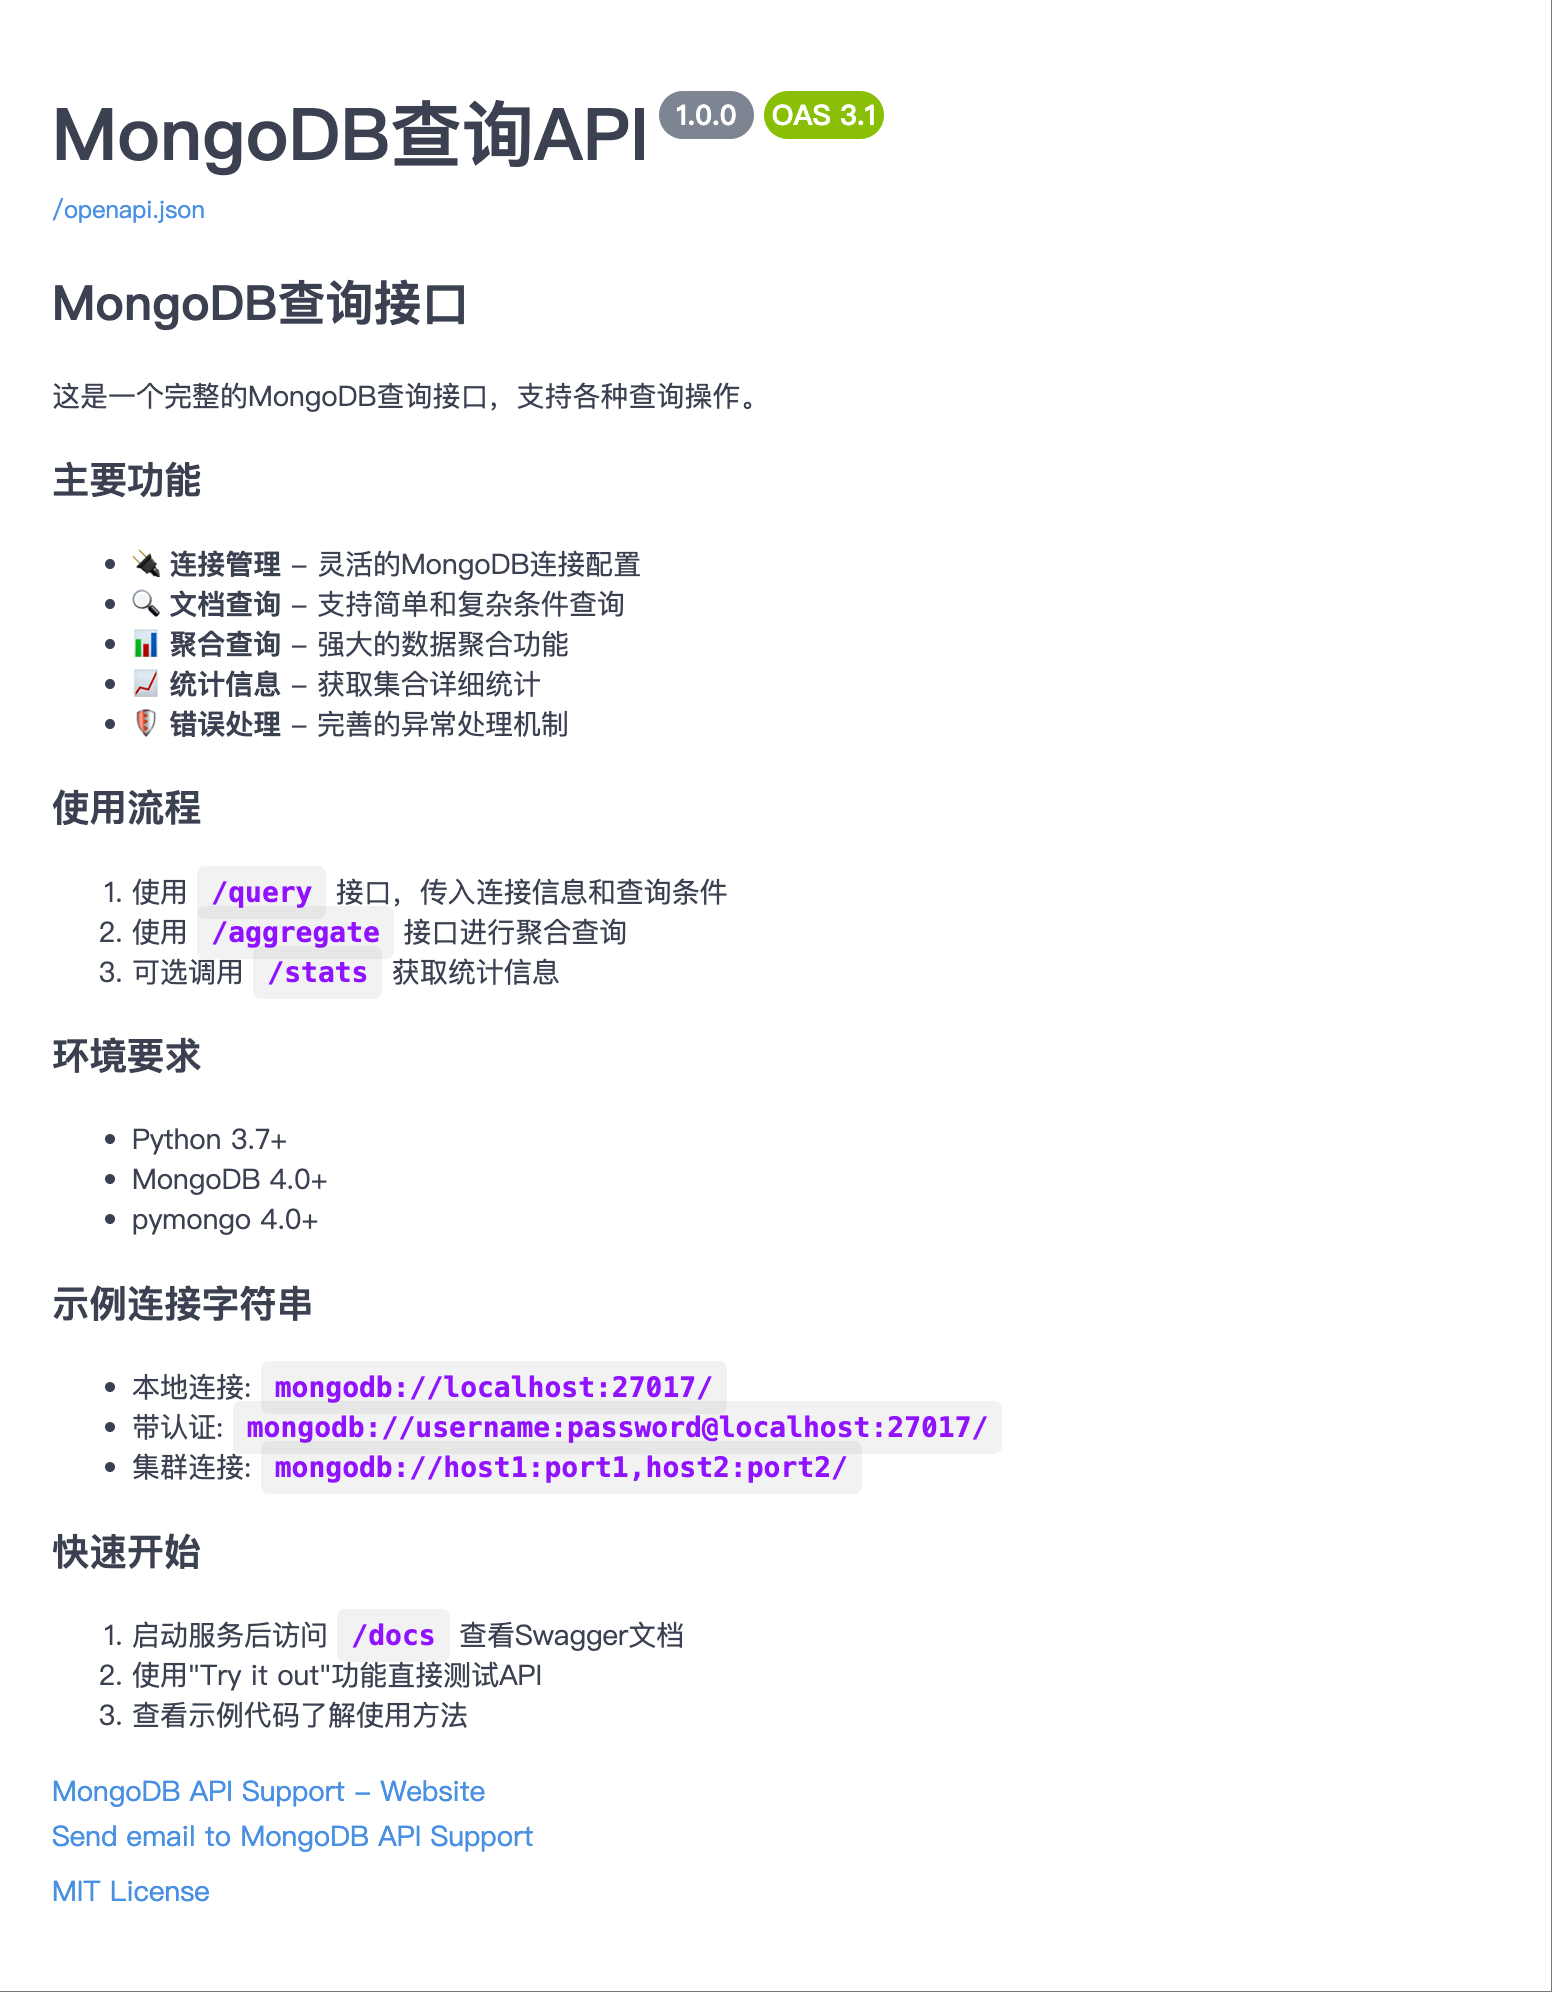 MongoDB查询API 1.0.0 OAS 3.1
/openapi.json
MongoDB查询接口
这是一个完整的MongoDB查询接口，支持各种查询操作。
主要功能
• 🔌 连接管理 – 灵活的MongoDB连接配置
• 🔍 文档查询 – 支持简单和复杂条件查询
• 📊 聚合查询 – 强大的数据聚合功能
• 📈 统计信息 – 获取集合详细统计
• 🛡 错误处理 – 完善的异常处理机制
使用流程
1. 使用 /query 接口，传入连接信息和查询条件
2. 使用 /aggregate 接口进行聚合查询
3. 可选调用 /stats 获取统计信息
环境要求
• Python 3.7+
• MongoDB 4.0+
• pymongo 4.0+
示例连接字符串
• 本地连接: mongodb://localhost:27017/
• 带认证: mongodb://username:password@localhost:27017/
• 集群连接: mongodb://host1:port1,host2:port2/
快速开始
1. 启动服务后访问 /docs 查看Swagger文档
2. 使用"Try it out"功能直接测试API
3. 查看示例代码了解使用方法
MongoDB API Support – Website
Send email to MongoDB API Support
MIT License